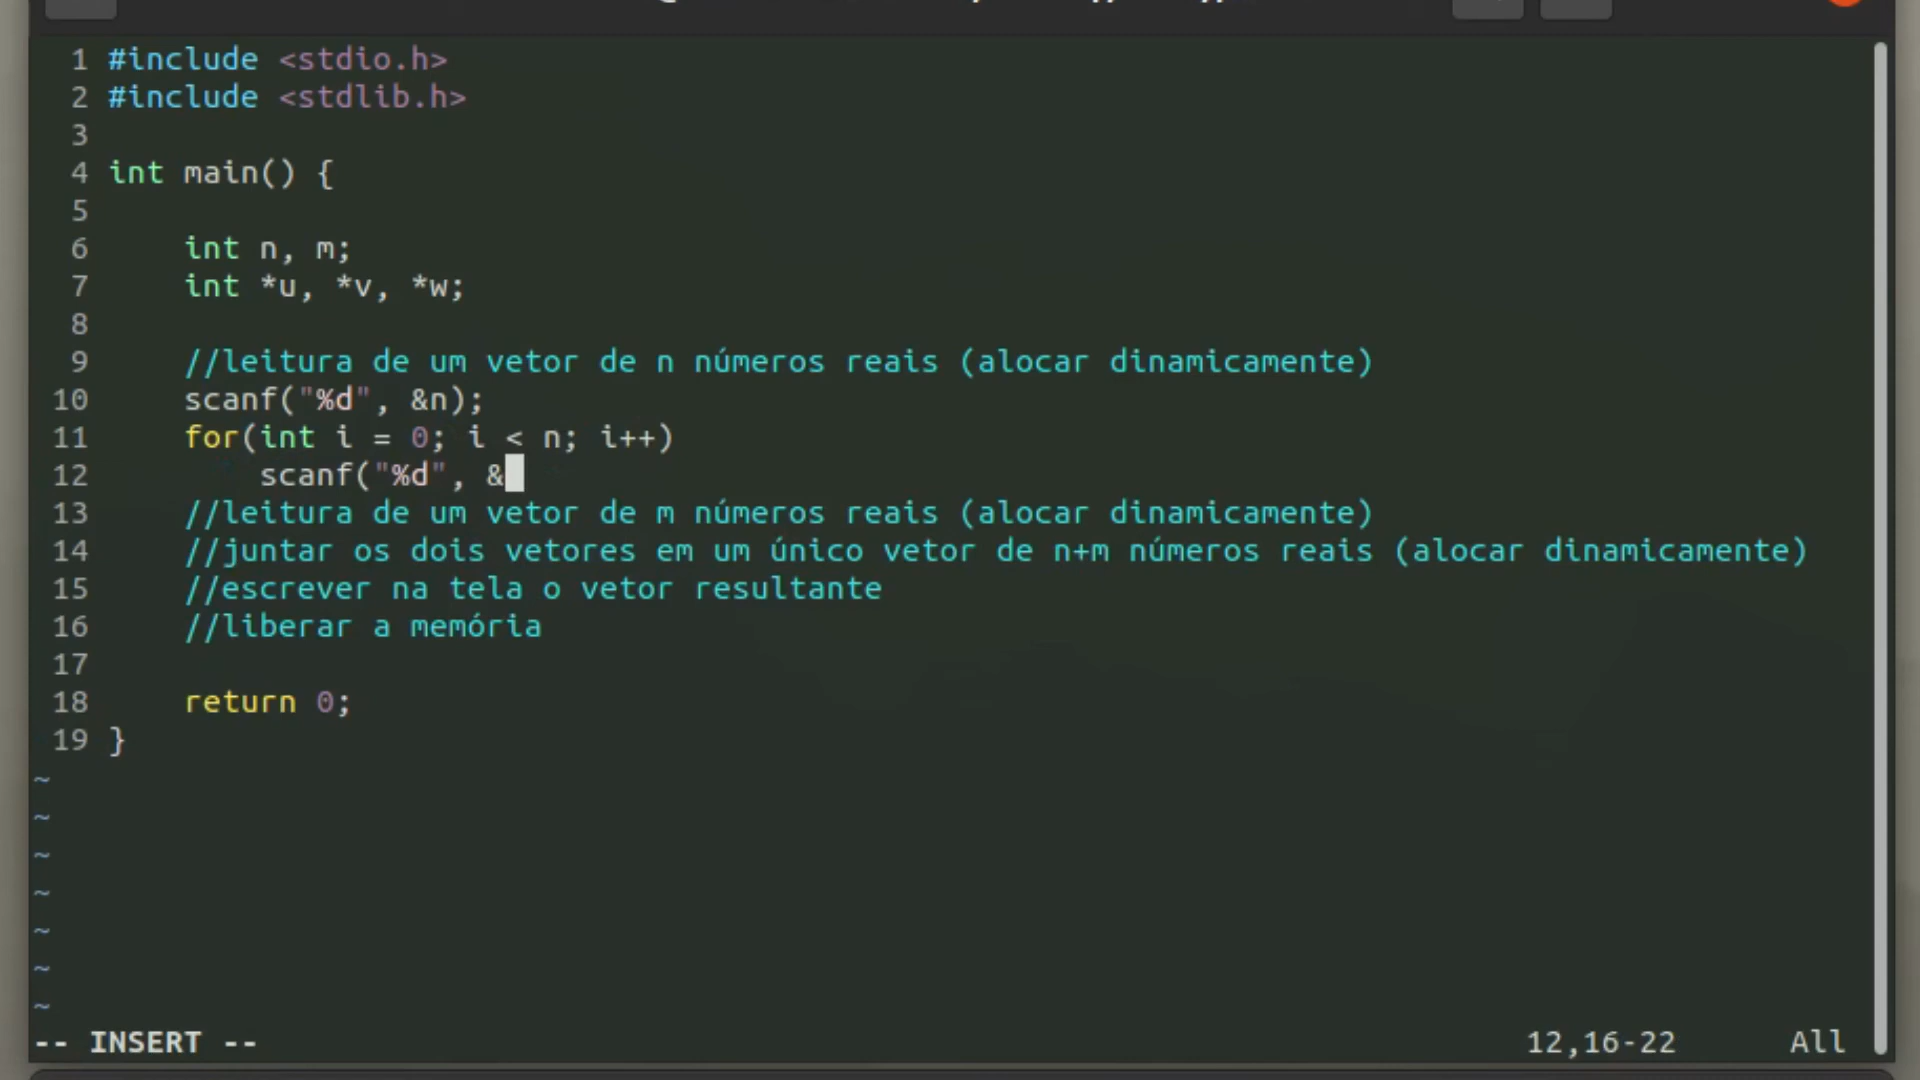 1 #include <stdio.h>
2 #include <stdlib.h>
3
4 int main() {
5
6 int n, m;
7 int *u, *v, *w;
8
9 //leitura de um vetor de n números reais (alocar dinamicamente)
10 scanf("%d", &n);
11 for(int i = 0; i < n; i++)
12 scanf("%d", &
13 //leitura de um vetor de m números reais (alocar dinamicamente)
14 //juntar os dois vetores em um único vetor de n+m números reais (alocar dinamicamente)
15 //escrever na tela o vetor resultante
16 //liberar a memória
17
18 return 0;
19 }
~
~
~
~
~
~
~
-- INSERT -- 12,16-22 All